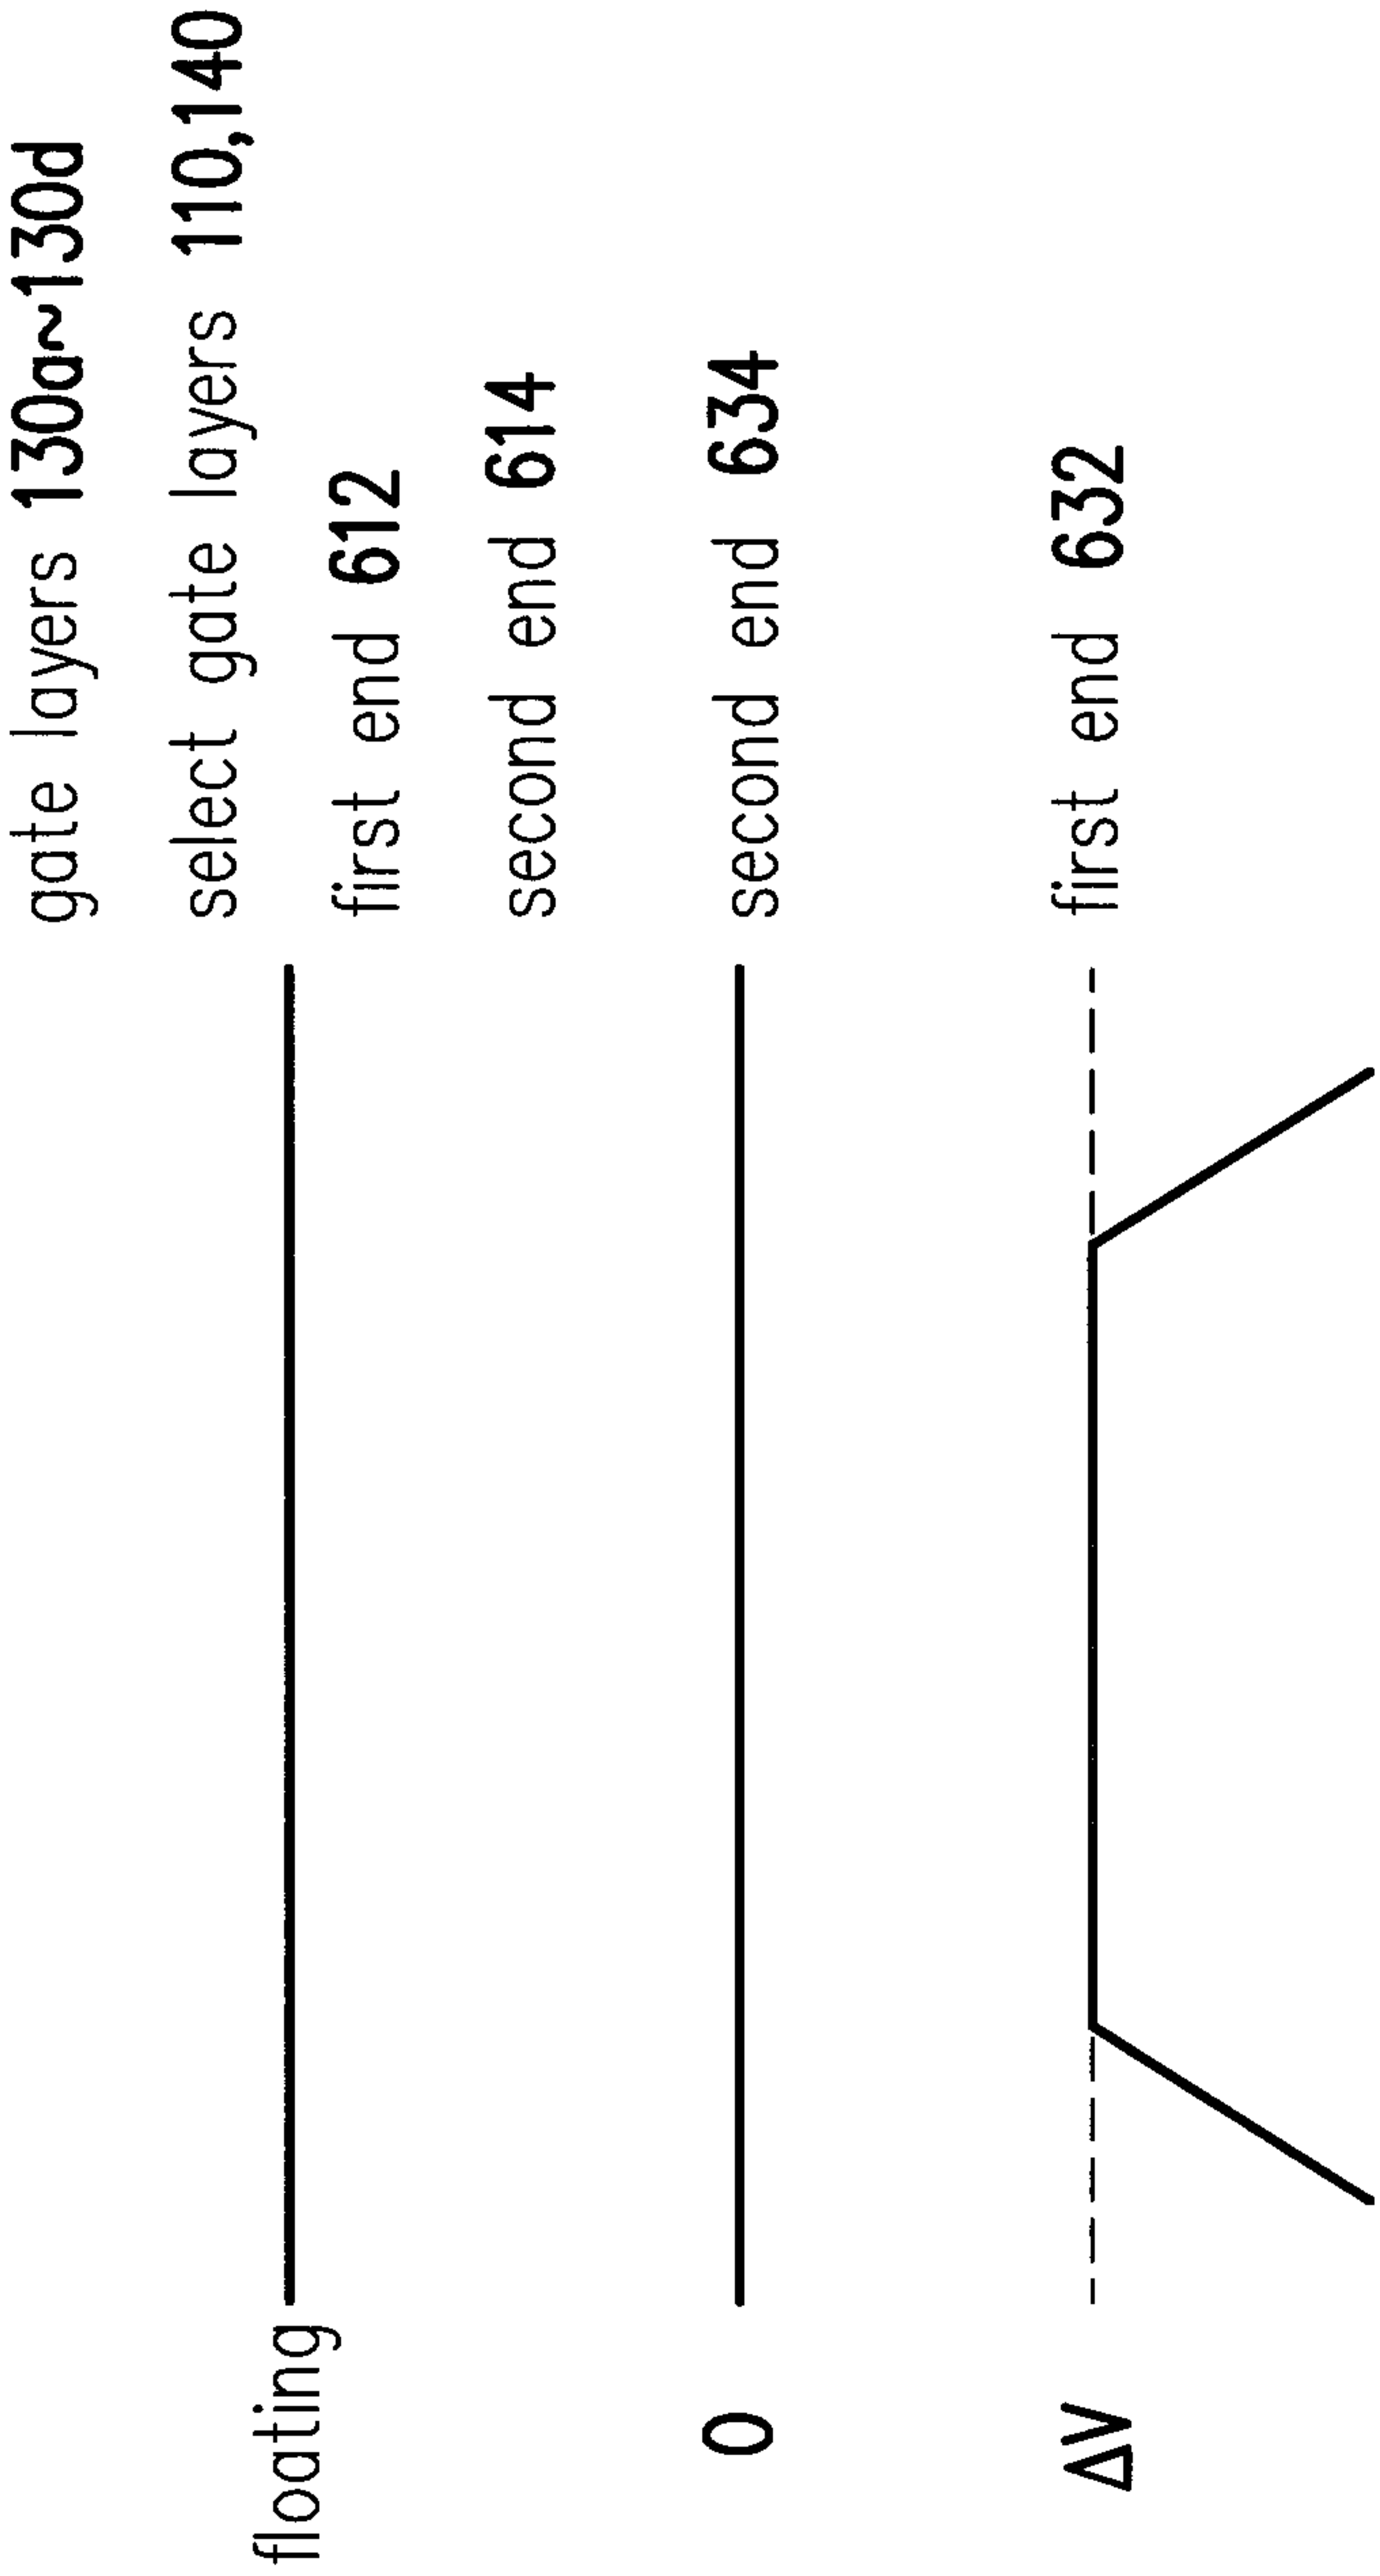 gate layers 130a~130d
select gate layers 110,140
floating
first end 612
second end 614
0
second end 634
ΔV
first end 632